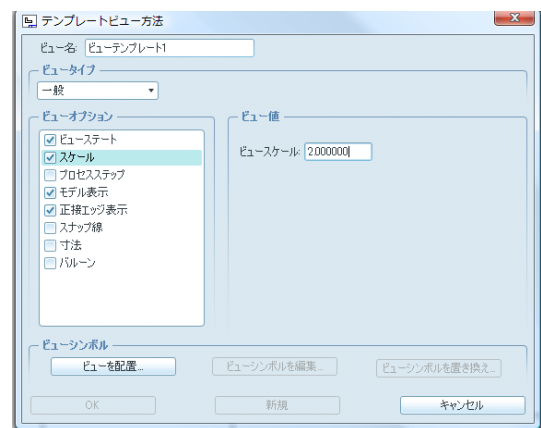 テンプレートビュー方法
ビュー名: ビューテンプレート1
ビュータイプ
一般
ビューオプション
ビューステート
スケール
プロセスステップ
モデル表示
正接エッジ表示
スナップ線
寸法
バルーン
ビュー値
ビュースケール: 2.000000
ビューシンボル
ビューを配置... ビューシンボルを編集... ビューシンボルを置き換え...
OK 新規 キャンセル